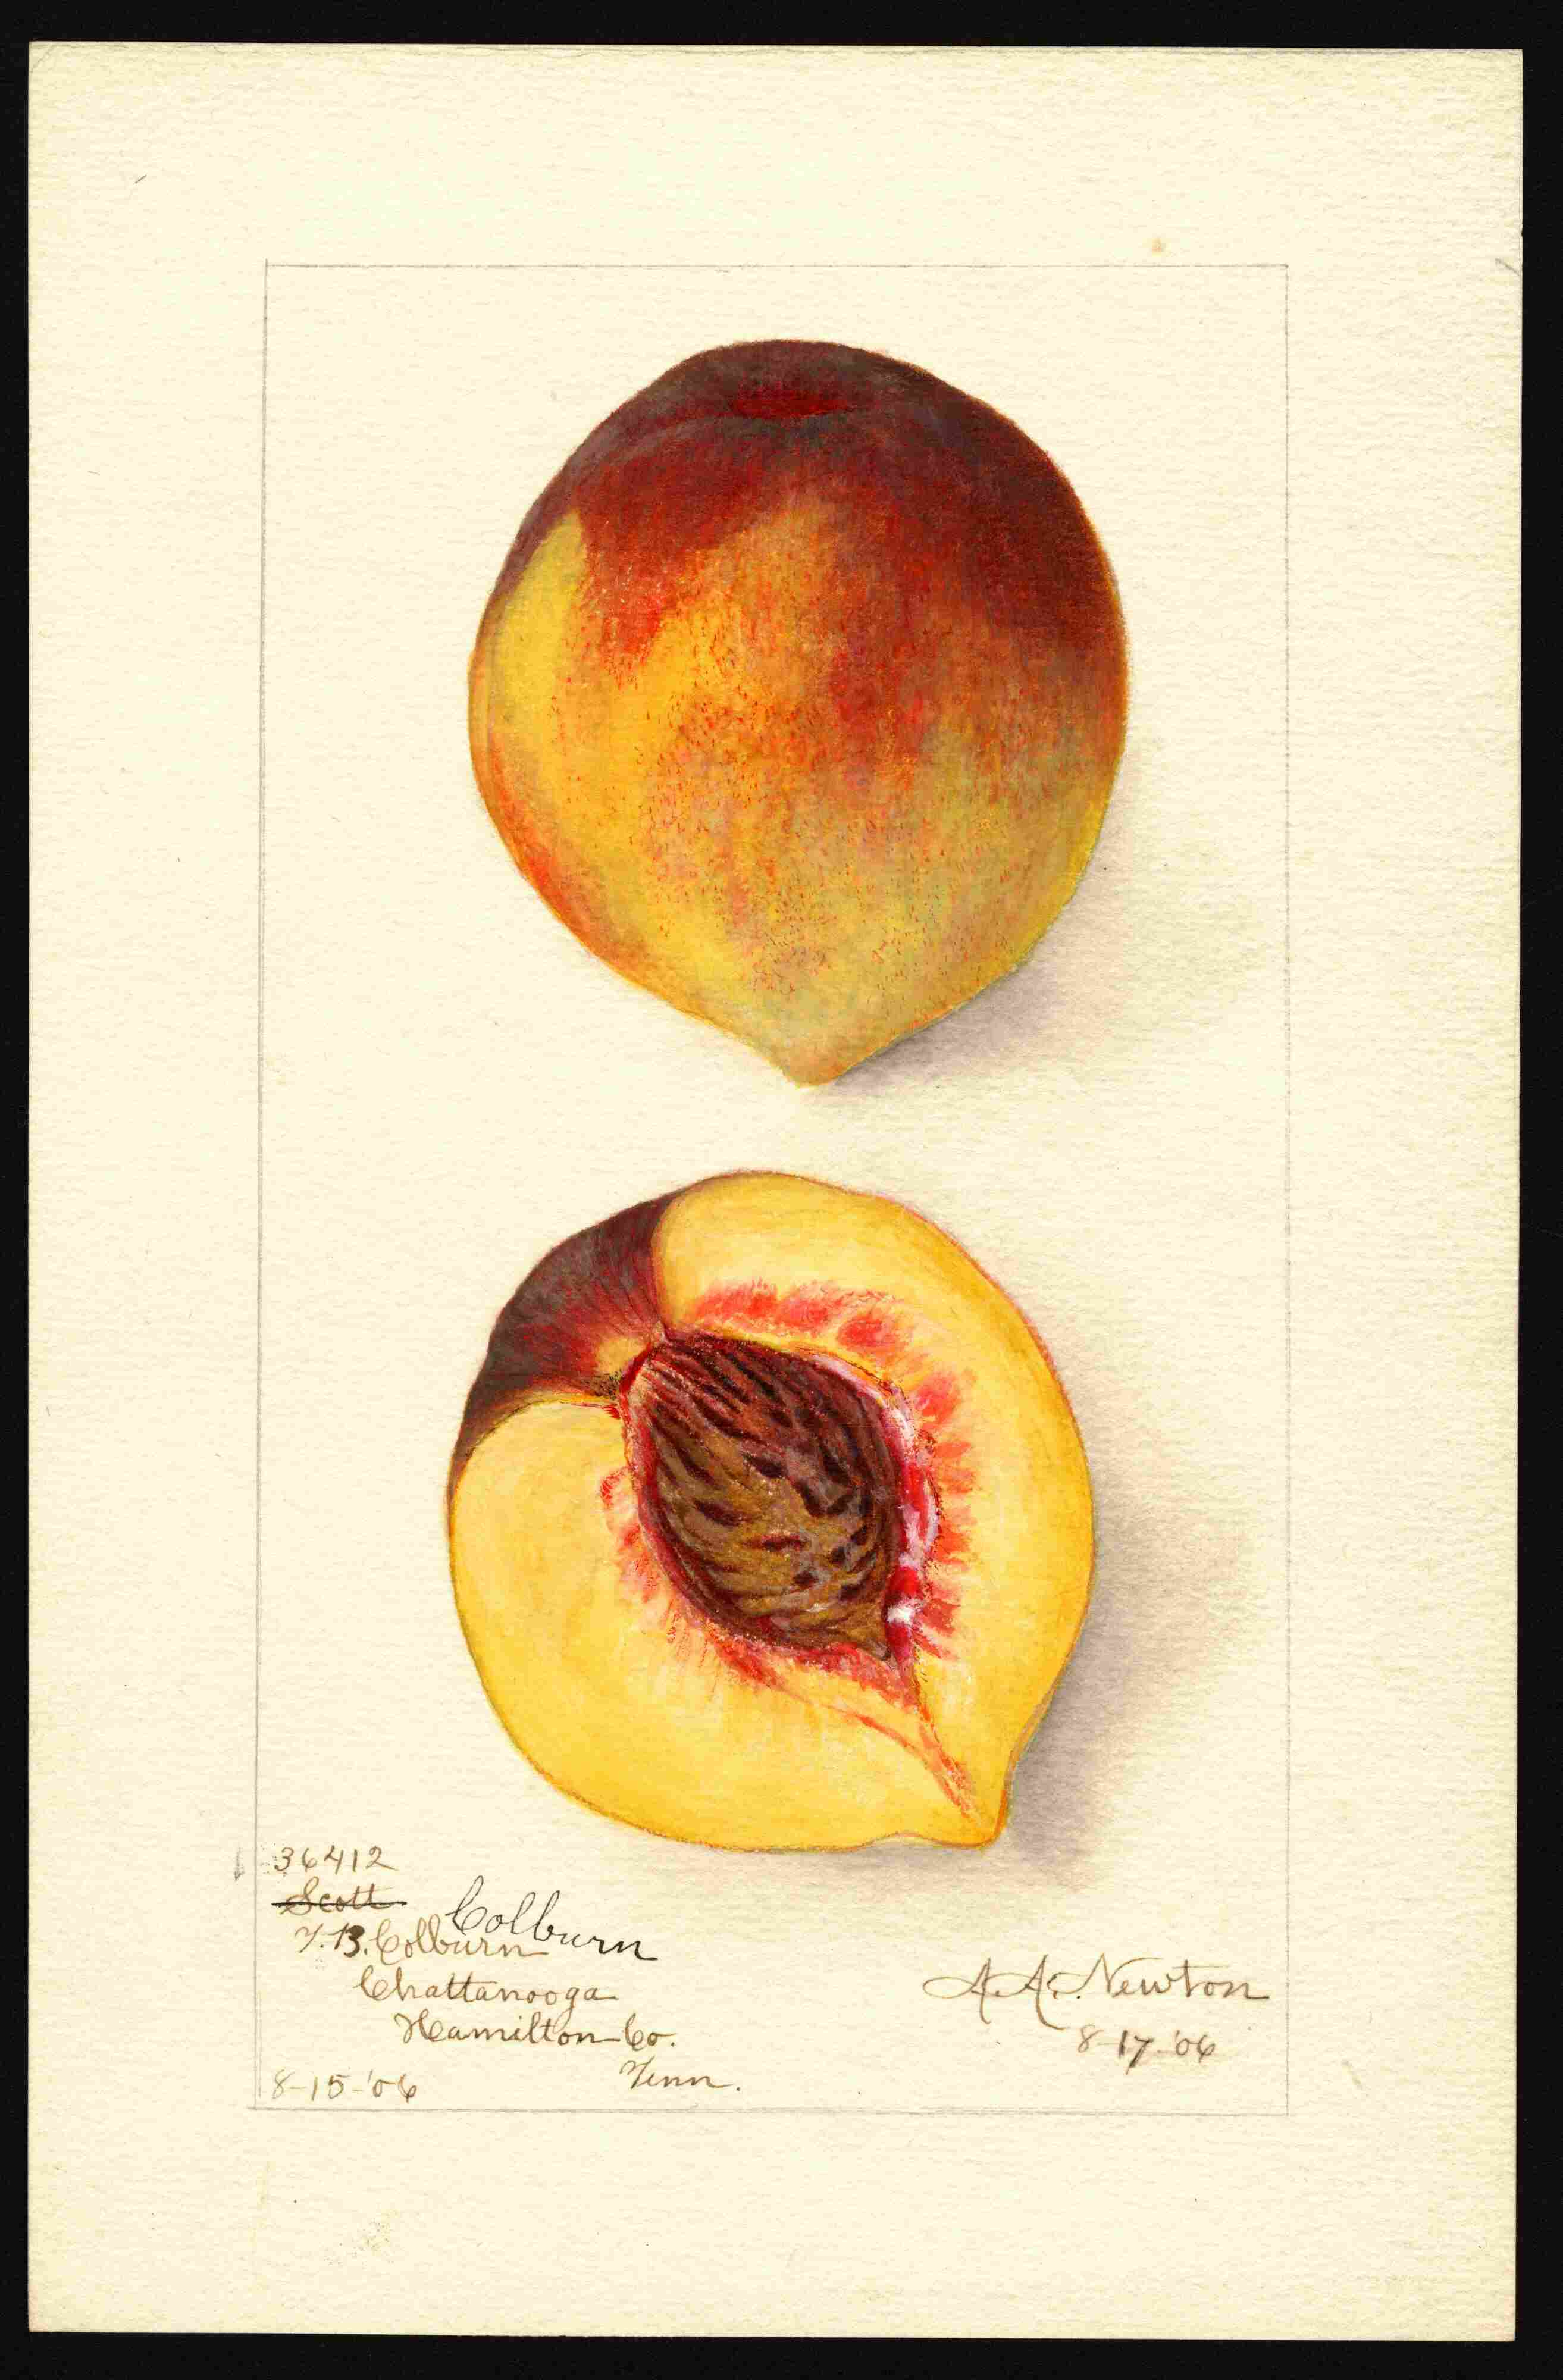 36412
Scott
Colburn
T. B. Colburn
Chattanooga
Hamilton Co.
Tenn.
8-15-'06
A. A. Newton
8-17-'06